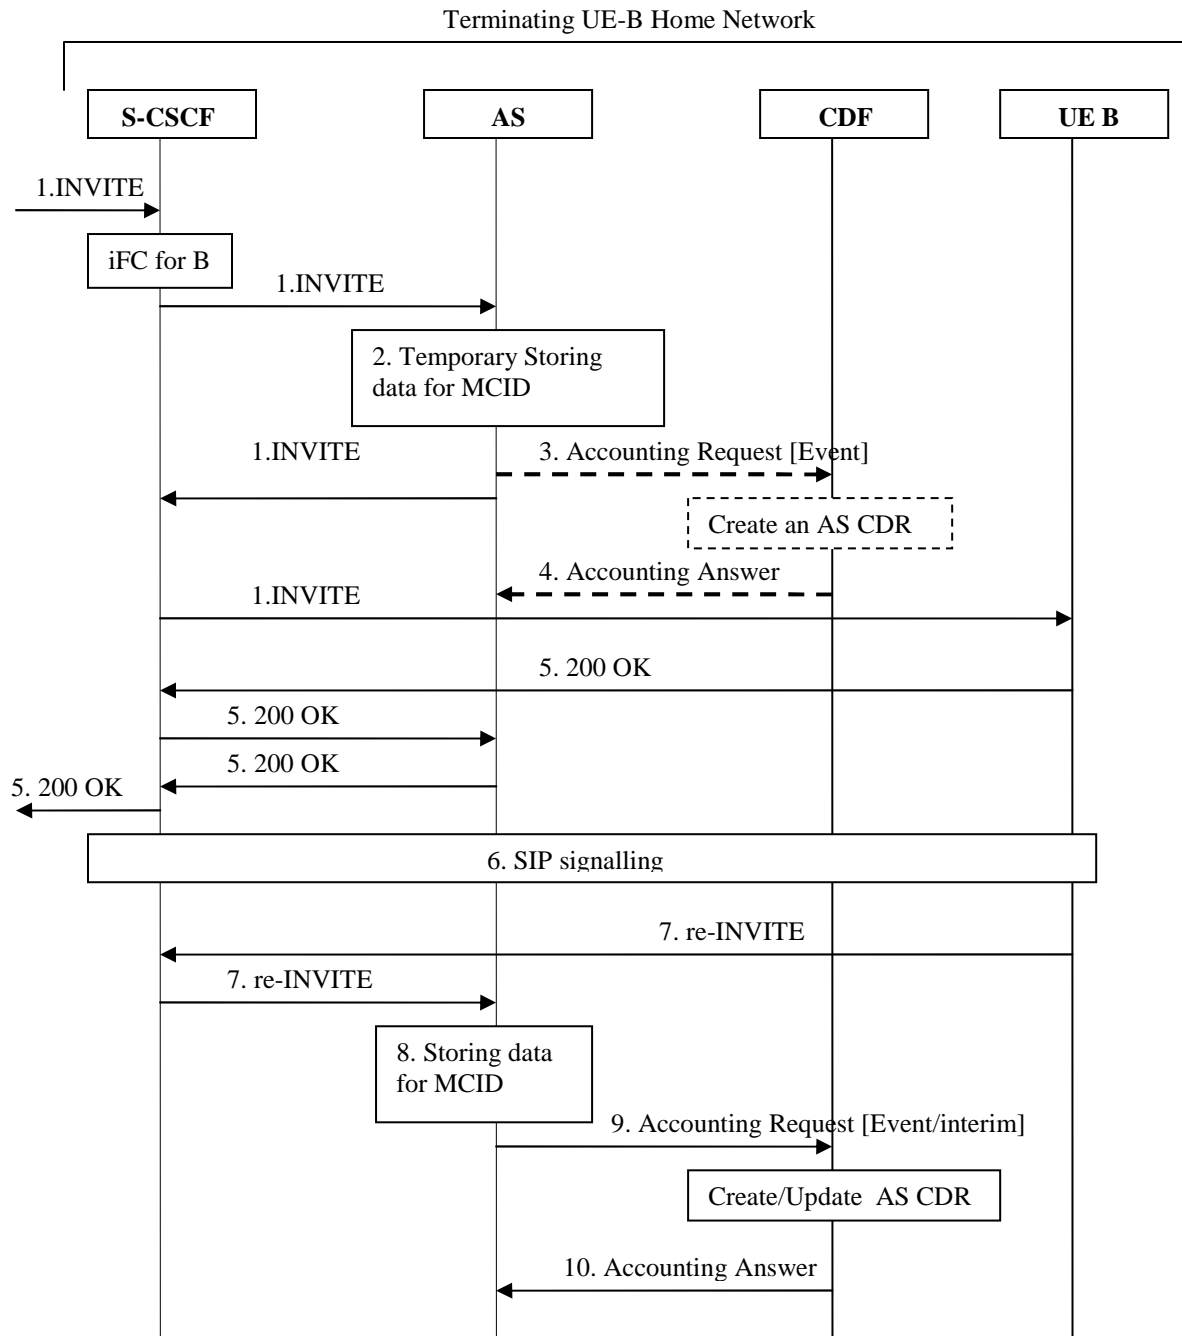 Terminating UE-B Home Network
S-CSCF
AS
CDF
UE B
1.INVITE
iFC for B
1.INVITE
2. Temporary Storing
data for MCID
1.INVITE
3. Accounting Request [Event]
Create an AS CDR
4. Accounting Answer
1.INVITE
5. 200 OK
5. 200 OK
5. 200 OK
5. 200 OK
6. SIP signalling
7. re-INVITE
7. re-INVITE
8. Storing data
for MCID
9. Accounting Request [Event/interim]
Create/Update  AS CDR
10. Accounting Answer